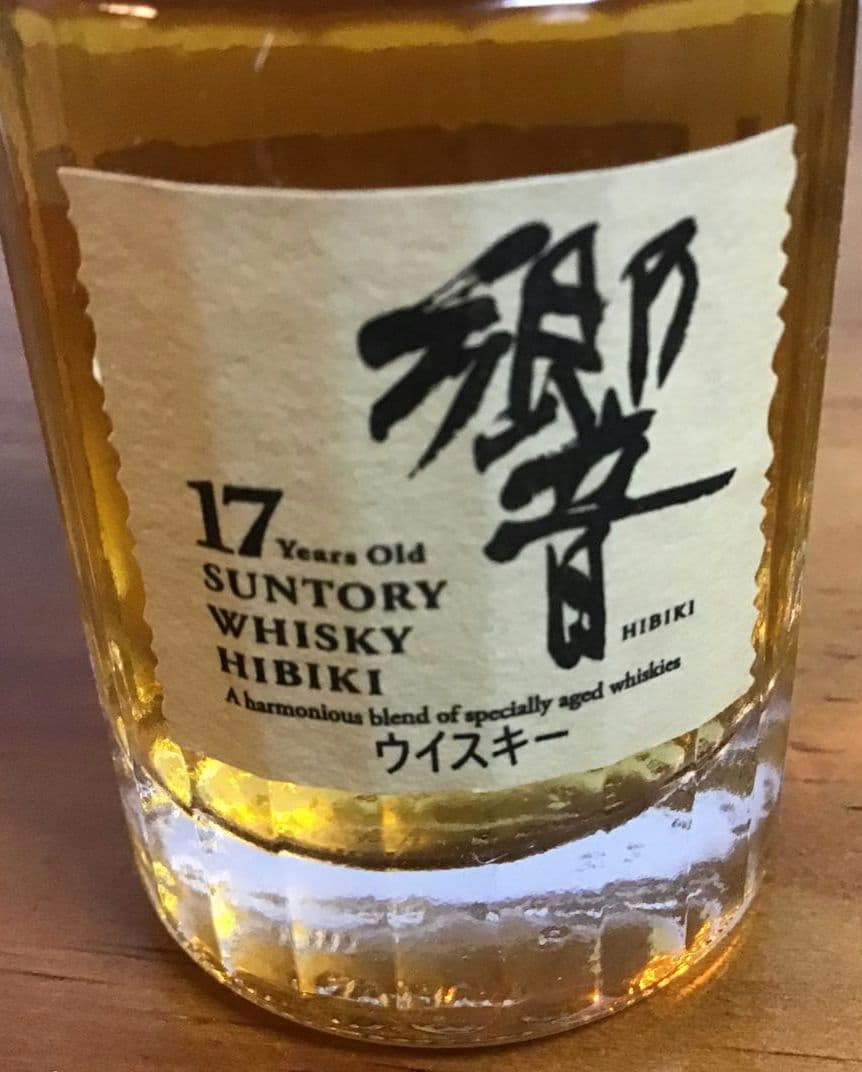 響
17 Years Old
SUNTORY
WHISKY
HIBIKI
HIBIKI
A harmonious blend of specially aged whiskies
ウイスキー